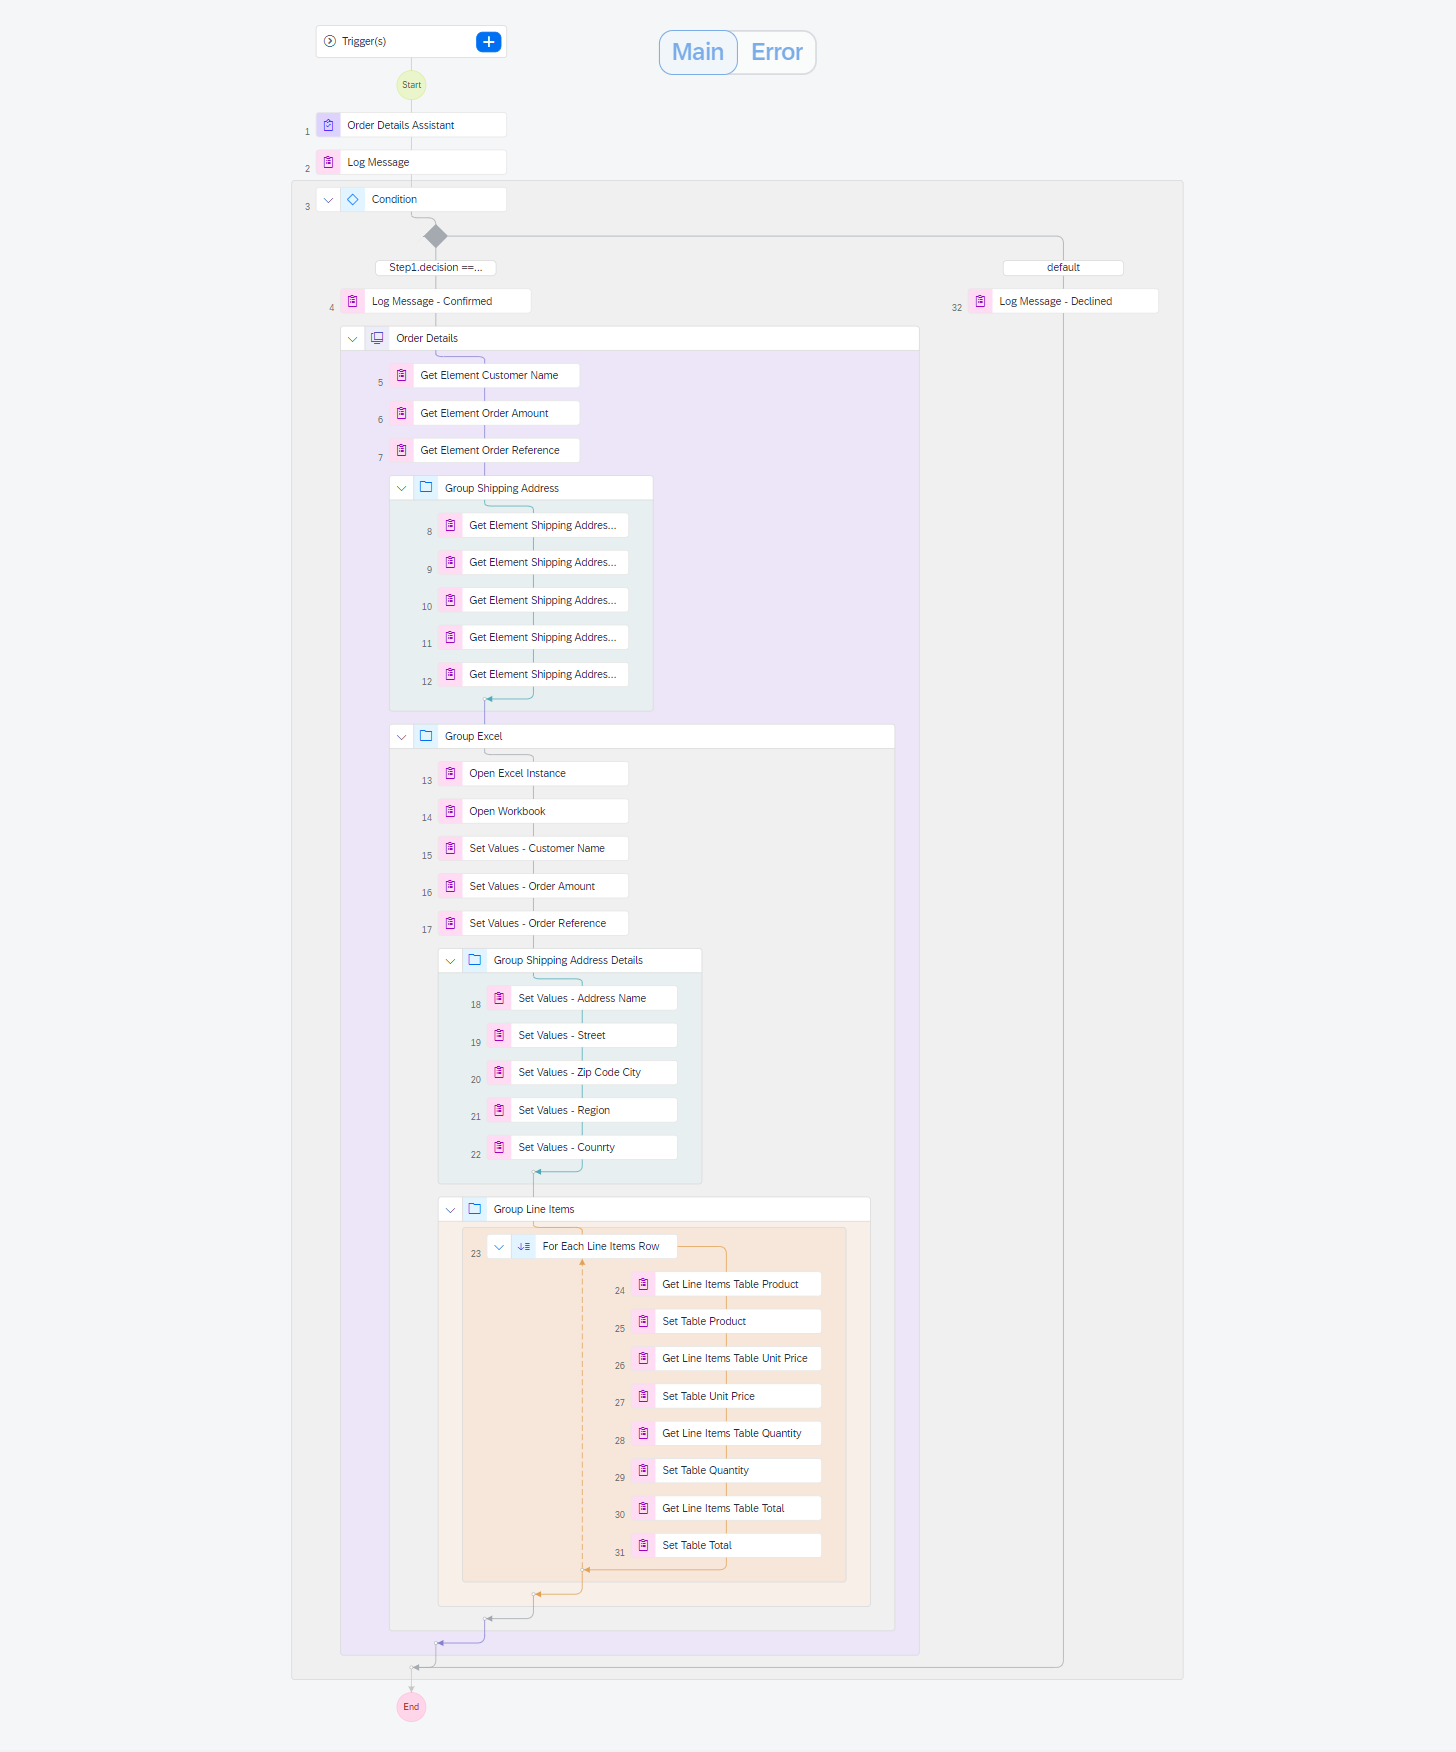 Trigger(s)
Main Error
Start
1 Order Details Assistant
2 Log Message
3 Condition
Step1.decision ==...
default
4 Log Message - Confirmed
32 Log Message - Declined
Order Details
5 Get Element Customer Name
6 Get Element Order Amount
7 Get Element Order Reference
Group Shipping Address
8 Get Element Shipping Addres...
9 Get Element Shipping Addres...
10 Get Element Shipping Addres...
11 Get Element Shipping Addres...
12 Get Element Shipping Addres...
Group Excel
13 Open Excel Instance
14 Open Workbook
15 Set Values - Customer Name
16 Set Values - Order Amount
17 Set Values - Order Reference
Group Shipping Address Details
18 Set Values - Address Name
19 Set Values - Street
20 Set Values - Zip Code City
21 Set Values - Region
22 Set Values - Counrty
Group Line Items
23 For Each Line Items Row
24 Get Line Items Table Product
25 Set Table Product
26 Get Line Items Table Unit Price
27 Set Table Unit Price
28 Get Line Items Table Quantity
29 Set Table Quantity
30 Get Line Items Table Total
31 Set Table Total
End